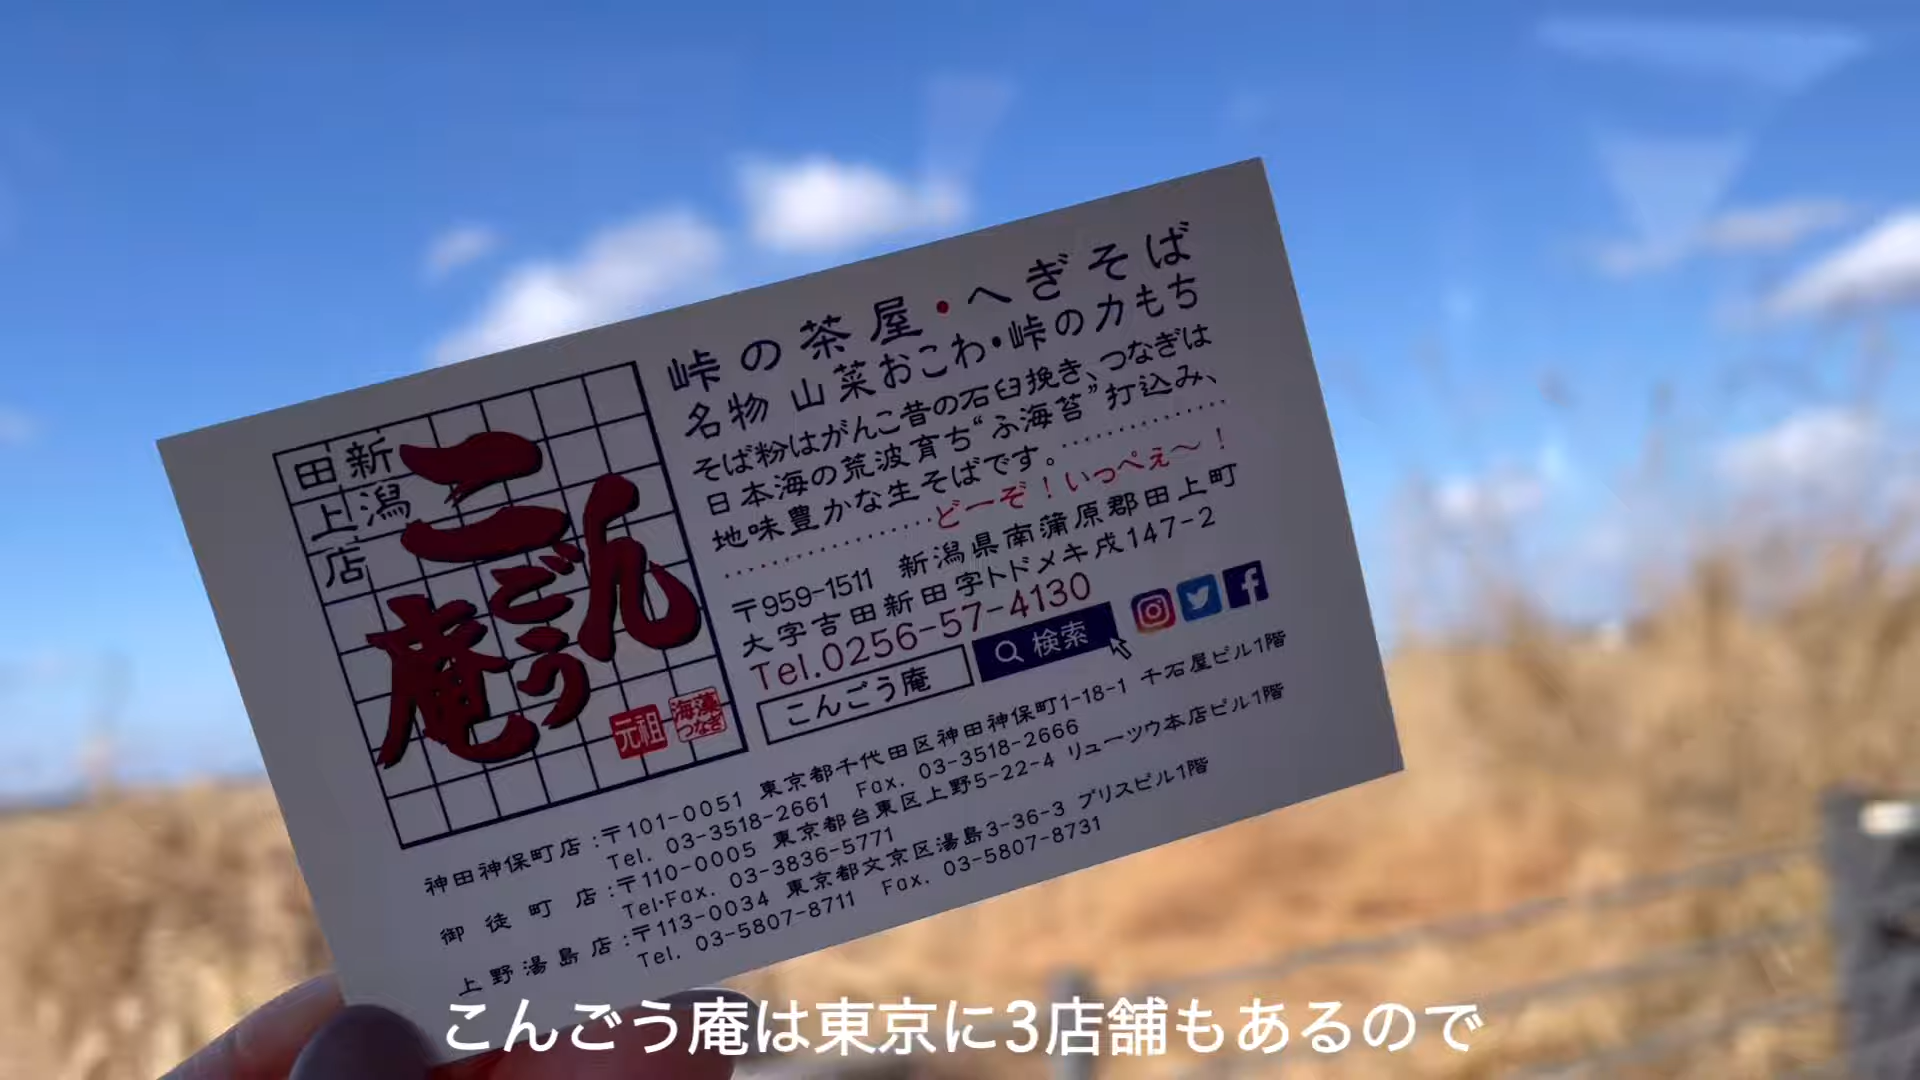 峠の茶屋・へぎそば
名物 山菜おこわ・峠の力もち
そば粉はがんこ昔の石臼挽き、つなぎは
日本海の荒波育ち“ふ海苔”打込み、
地味豊かな生そばです。
どーぞ!いっぺぇ〜!
〒959-1511 新潟県南蒲原郡田上町
大字吉田新田字トドメキ戌147-2
Tel.0256-57-4130
こんごう庵 検索
新潟
田上店
こんごう庵
元祖
海藻
つなぎ
神田神保町店:〒101-0051 東京都千代田区神田神保町1-18-1 千石屋ビル1階
Tel. 03-3518-2661 Fax. 03-3518-2666
御徒町店:〒110-0005 東京都台東区上野5-22-4 リューツウ本店ビル1階
Tel・Fax. 03-3836-5771
上野湯島店:〒113-0034 東京都文京区湯島3-36-3 プリスビル1階
Tel. 03-5807-8711 Fax. 03-5807-8731
こんごう庵は東京に3店舗もあるので